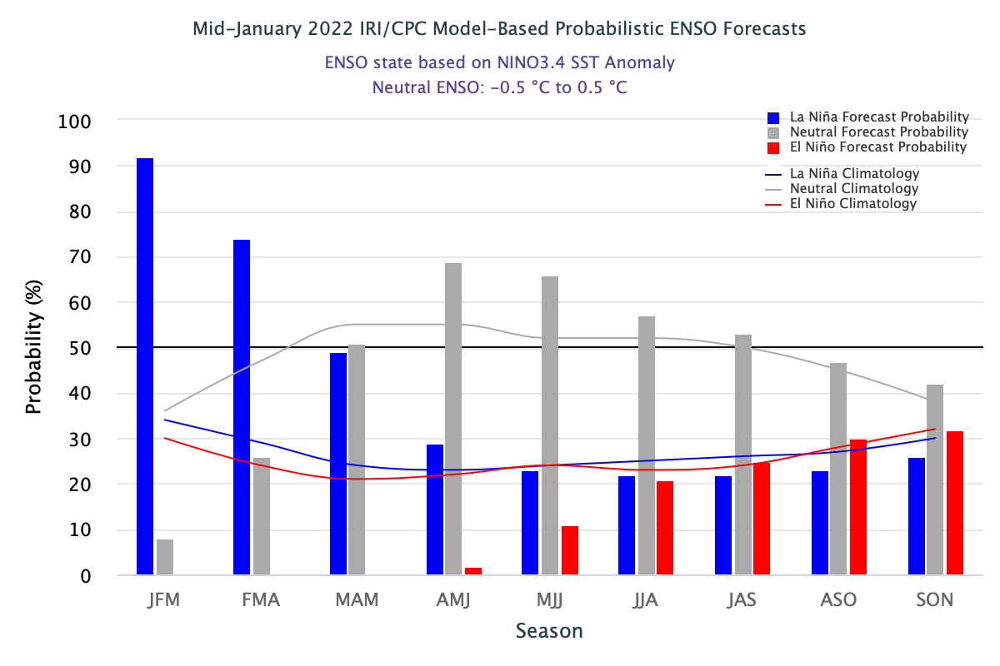 Mid-January 2022 IRI/CPC Model-Based Probabilistic ENSO Forecasts
ENSO state based on NINO3.4 SST Anomaly
Neutral ENSO: -0.5 °C to 0.5 °C
La Niña Forecast Probability
Neutral Forecast Probability
El Niño Forecast Probability
La Niña Climatology
Neutral Climatology
El Niño Climatology
Probability (%)
100
90
80
70
60
50
40
30
20
10
0
JFM FMA MAM AMJ MJJ JJA JAS ASO SON
Season